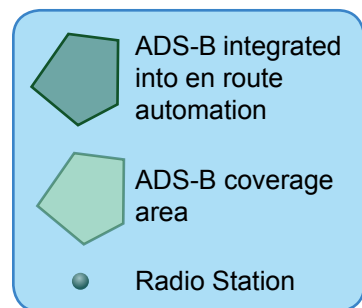 ADS-B integrated
into en route
automation
ADS-B coverage
area
Radio Station